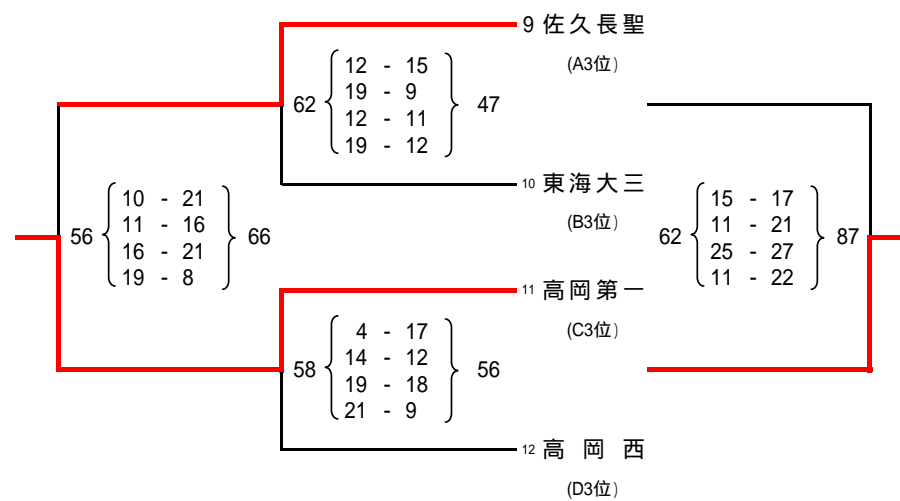 9 佐久長聖
(A3位)
62
12 - 15
19 - 9
12 - 11
19 - 12
47
10 東海大三
(B3位)
56
10 - 21
11 - 16
16 - 21
19 - 8
66
62
15 - 17
11 - 21
25 - 27
11 - 22
87
11 高岡第一
(C3位)
58
4 - 17
14 - 12
19 - 18
21 - 9
56
12 高岡西
(D3位)